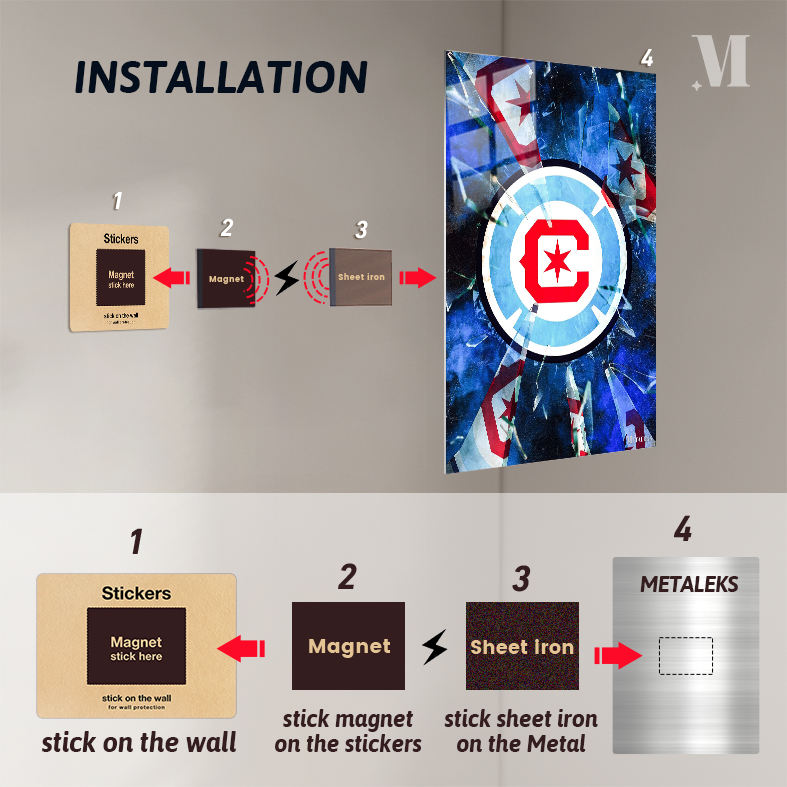 INSTALLATION
4
M
1
2
3
Stickers
Magnet
stick here
stick on the wall
for wall protection
Magnet
Sheet iron
C
1
2
3
4
Stickers
Magnet
stick here
stick on the wall
for wall protection
Magnet
Sheet iron
METALEKS
stick on the wall
stick magnet
on the stickers
stick sheet iron
on the Metal